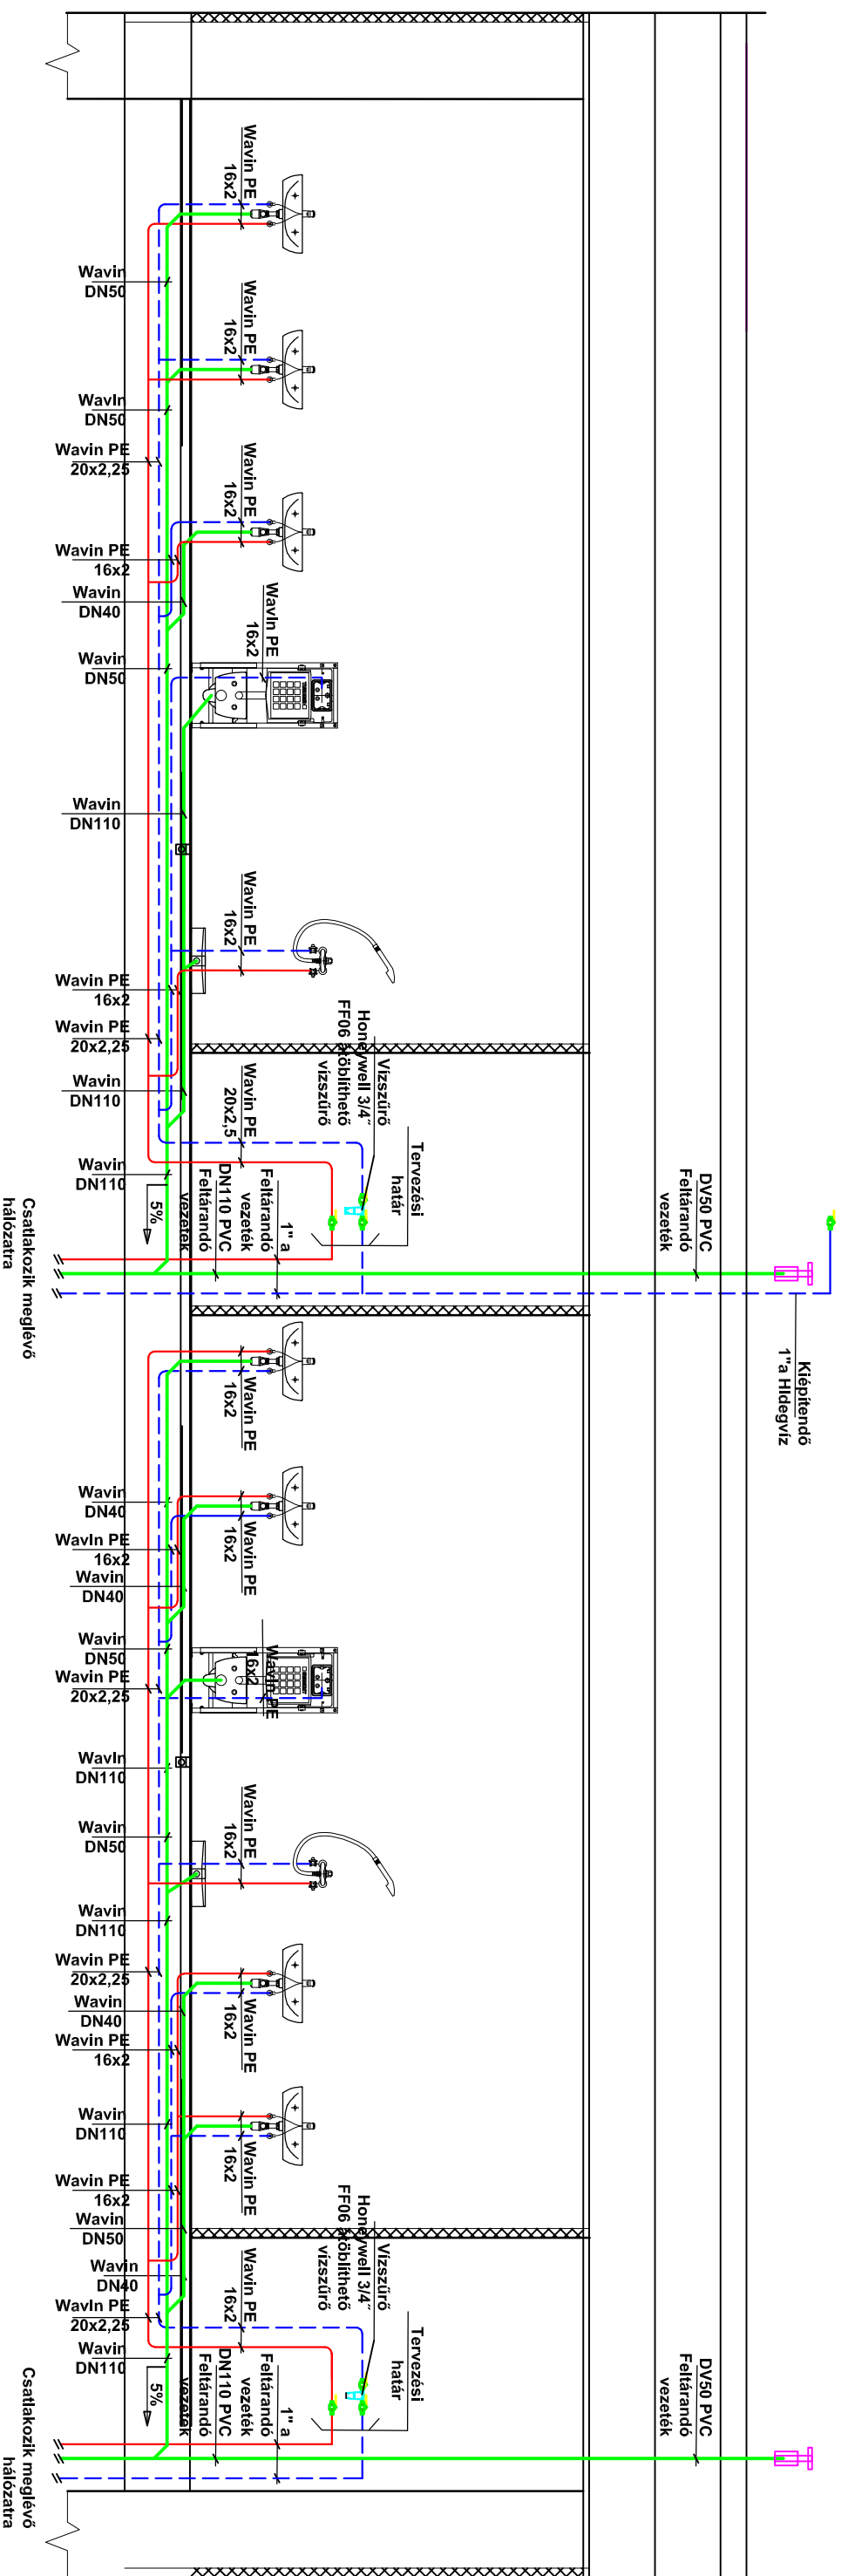 Wavin PE
16x2
Wavin
DN50
Wavin PE
16x2
Wavin
DN50
Wavin PE
20x2,25
Wavin PE
16x2
Wavin PE
16x2
Wavin
DN40
Wavin PE
16x2
Wavin
DN50
Wavin
DN110
Wavin PE
16x2
Wavin PE
16x2
Wavin PE
20x2,25
Wavin
DN110
Vízszűrő
Honeywell 3/4"
FF06 átöblíthető
vízszűrő
Wavin PE
20x2,5
Tervezési
határ
Wavin
DN110
5%
DN110 PVC
Feltárandó
vezeték
1" a
Feltárandó
vezeték
DV50 PVC
Feltárandó
vezeték
Csatlakozik meglévő
hálózatra
Kiépítendő
1"a Hidegvíz
Wavin PE
16x2
Wavin
DN40
Wavin PE
16x2
Wavin PE
16x2
Wavin
DN40
Wavin
DN50
Wavin PE
20x2,25
Wavin PE
16x2
Wavin
DN110
Wavin
DN50
Wavin PE
16x2
Wavin
DN110
Wavin PE
20x2,25
Wavin
DN40
Wavin PE
16x2
Wavin PE
16x2
Wavin
DN110
Wavin PE
16x2
Wavin PE
16x2
Wavin
DN50
Wavin
DN40
Wavin PE
20x2,25
Wavin
DN110
5%
Vízszűrő
Honeywell 3/4"
FF06 átöblíthető
vízszűrő
Wavin PE
16x2
Tervezési
határ
DN110 PVC
Feltárandó
vezeték
1" a
Feltárandó
vezeték
DV50 PVC
Feltárandó
vezeték
Csatlakozik meglévő
hálózatra